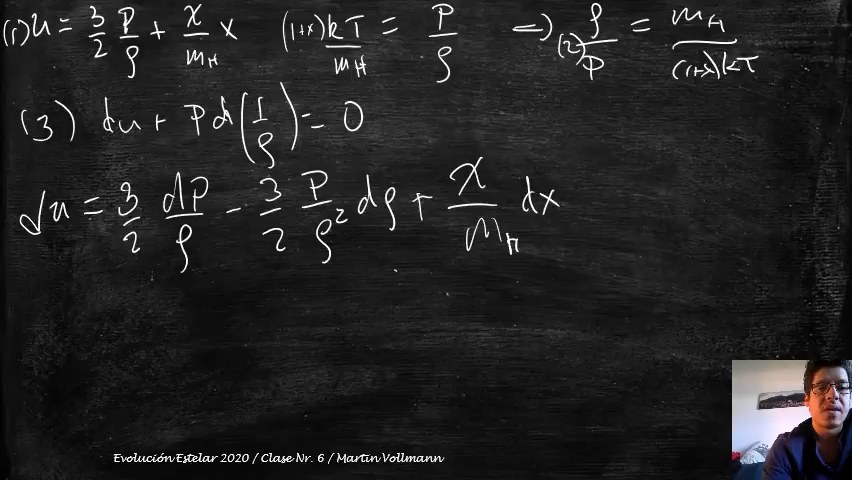 (1) u = 3/2 P/ρ + χ/m_H x (1+x) kT/m_H = P/ρ ⟹ (2) ρ/P = m_H/((1+x)kT)
(3) du + P d(1/ρ) = 0
du = 3/2 dP/ρ - 3/2 P/ρ² dρ + χ/m_H dx
Evolución Estelar 2020 / Clase Nr. 6 / Martin Vollmann